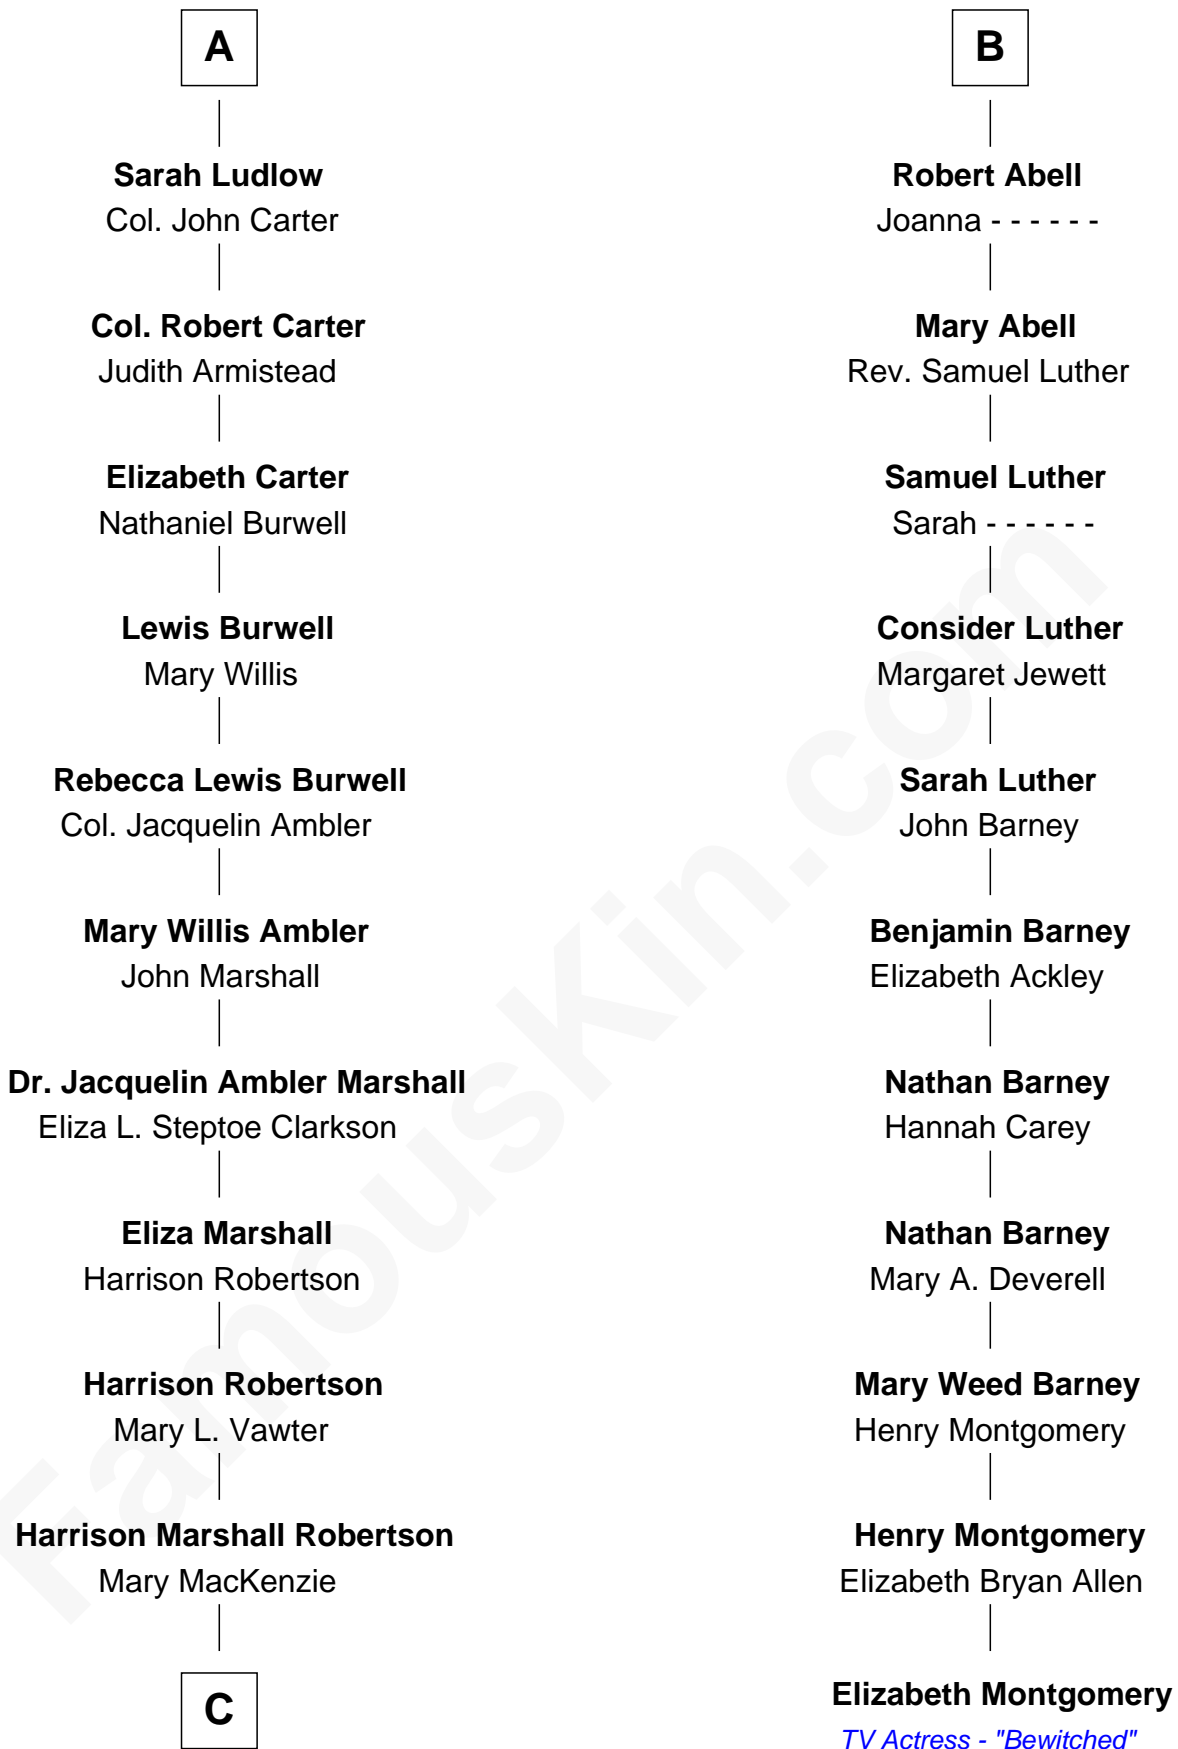 A
Sarah Ludlow
Col. John Carter
Col. Robert Carter
Judith Armistead
Elizabeth Carter
Nathaniel Burwell
Lewis Burwell
Mary Willis
Rebecca Lewis Burwell
Col. Jacquelin Ambler
Mary Willis Ambler
John Marshall
Dr. Jacquelin Ambler Marshall
Eliza L. Steptoe Clarkson
Eliza Marshall
Harrison Robertson
Harrison Robertson
Mary L. Vawter
Harrison Marshall Robertson
Mary MacKenzie
C
B
Robert Abell
Joanna - - - - - -
Mary Abell
Rev. Samuel Luther
Samuel Luther
Sarah - - - - - -
Consider Luther
Margaret Jewett
Sarah Luther
John Barney
Benjamin Barney
Elizabeth Ackley
Nathan Barney
Hannah Carey
Nathan Barney
Mary A. Deverell
Mary Weed Barney
Henry Montgomery
Henry Montgomery
Elizabeth Bryan Allen
Elizabeth Montgomery
TV Actress - "Bewitched"
FamousKin.com